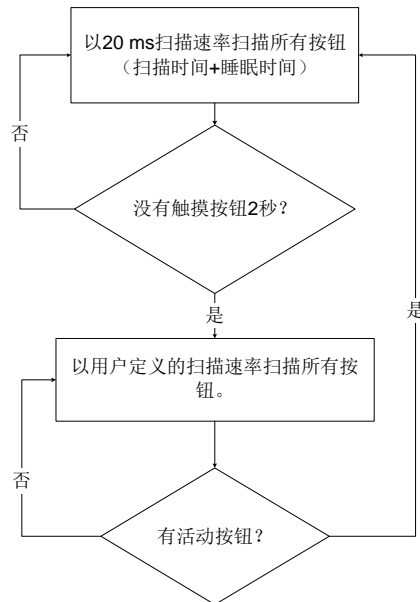 以20 ms扫描速率扫描所有按钮
（扫描时间+睡眠时间）
否
没有触摸按钮2秒？
是
是
以用户定义的扫描速率扫描所有按
钮。
否
有活动按钮？